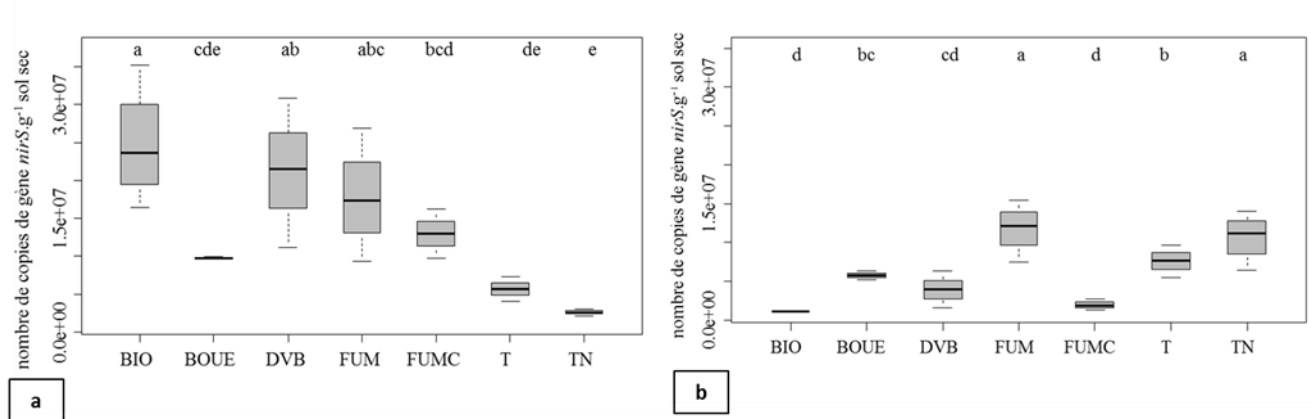 nombre de copies de gène nirS.g⁻¹ sol sec
3.0e+07
1.5e+07
0.0e+00
a cde ab abc bcd de e
BIO BOUE DVB FUM FUMC T TN
a
nombre de copies de gène nirS.g⁻¹ sol sec
3.0e+07
1.5e+07
0.0e+00
d bc cd a d b a
BIO BOUE DVB FUM FUMC T TN
b